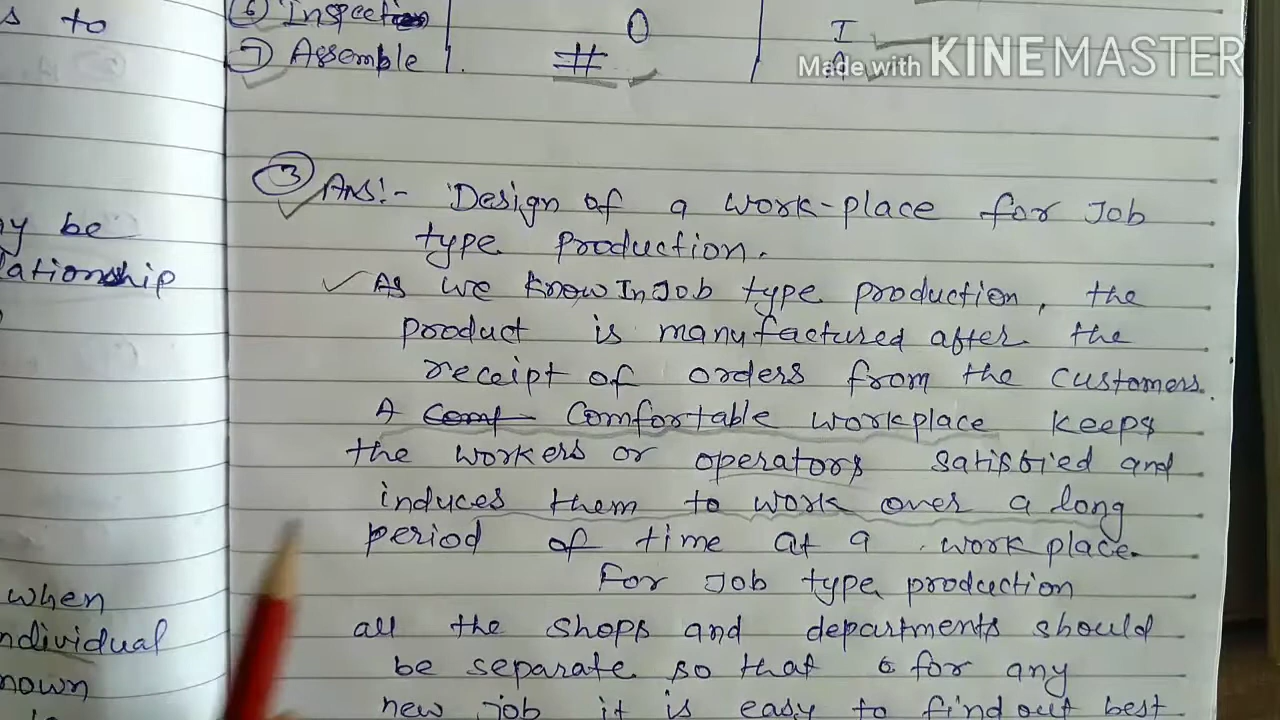 s to
ay be
lationship
when
ndividual
nown
⑥ Inspection O I
⑦ Assemble # A
Made with KINEMASTER
③ Ans:- Design of a work-place for Job
type production.
As we know In Job type production, the
product is manufactured after the
receipt of orders from the customers.
A Comf Comfortable workplace keeps
the workers or operators satisfied and
induces them to work over a long
period of time at a work place.
For Job type production
all the shops and departments should
be separate so that for any
new job it is easy to find out best